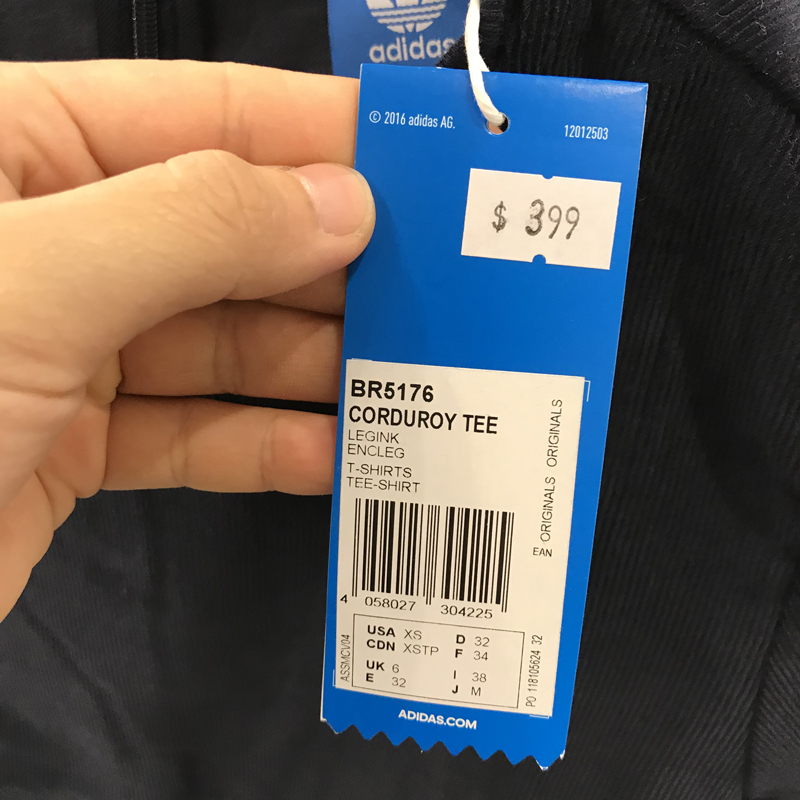 adidas
© 2016 adidas AG.
12012503
$ 399
BR5176
CORDUROY TEE
LEGINK
ENCLEG
T-SHIRTS
TEE-SHIRT
ORIGINALS
ORIGINALS
EAN
4 058027 304225
ASSMCV04
USA XS D 32
CDN XSTP F 34
UK 6 I 38
E 32 J M
PO 118105624 32
ADIDAS.COM